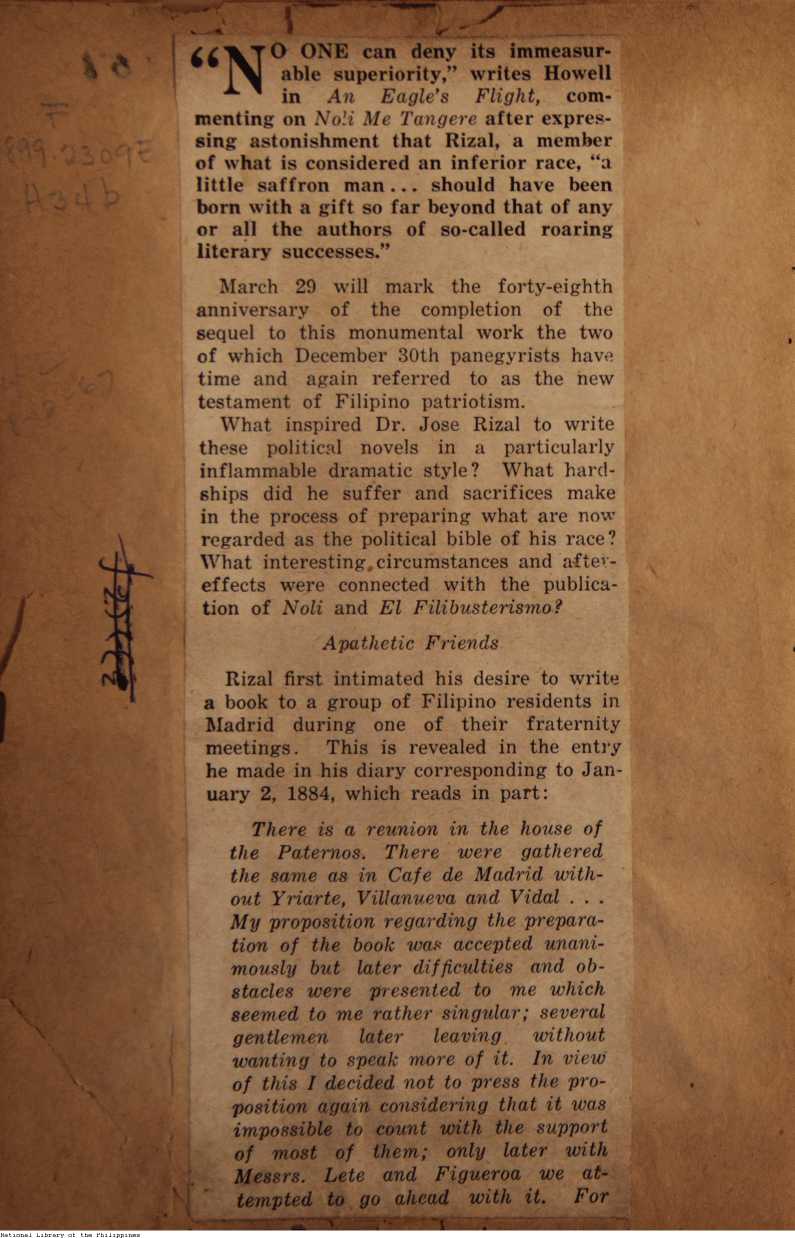 F
899.2309Z
A34b
“NO ONE can deny its immeasur-
able superiority,” writes Howell
in An Eagle's Flight, com-
menting on Noli Me Tangere after expres-
sing astonishment that Rizal, a member
of what is considered an inferior race, “a
little saffron man... should have been
born with a gift so far beyond that of any
or all the authors of so-called roaring
literary successes.”
March 29 will mark the forty-eighth
anniversary of the completion of the
sequel to this monumental work the two
of which December 30th panegyrists have
time and again referred to as the new
testament of Filipino patriotism.
What inspired Dr. Jose Rizal to write
these political novels in a particularly
inflammable dramatic style? What hard-
ships did he suffer and sacrifices make
in the process of preparing what are now
regarded as the political bible of his race?
What interesting circumstances and after-
effects were connected with the publica-
tion of Noli and El Filibusterismo?
Apathetic Friends
Rizal first intimated his desire to write
a book to a group of Filipino residents in
Madrid during one of their fraternity
meetings. This is revealed in the entry
he made in his diary corresponding to Jan-
uary 2, 1884, which reads in part:
There is a reunion in the house of
the Paternos. There were gathered
the same as in Cafe de Madrid with-
out Yriarte, Villanueva and Vidal . . .
My proposition regarding the prepara-
tion of the book was accepted unani-
mously but later difficulties and ob-
stacles were presented to me which
seemed to me rather singular; several
gentlemen later leaving without
wanting to speak more of it. In view
of this I decided not to press the pro-
position again considering that it was
impossible to count with the support
of most of them; only later with
Messrs. Lete and Figueroa we at-
tempted to go ahead with it. For
National Library of the Philippines